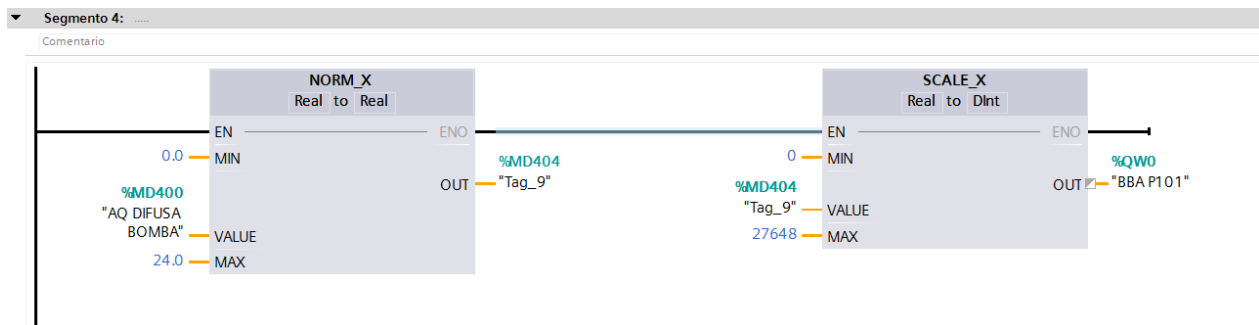 Segmento 4: .....
Comentario
NORM_X
Real to Real
EN
ENO
0.0
MIN
%MD404
OUT
"Tag_9"
%MD400
"AQ DIFUSA
BOMBA"
VALUE
24.0
MAX
SCALE_X
Real to DInt
EN
ENO
0
MIN
%QW0
OUT
"BBA P101"
%MD404
"Tag_9"
VALUE
27648
MAX